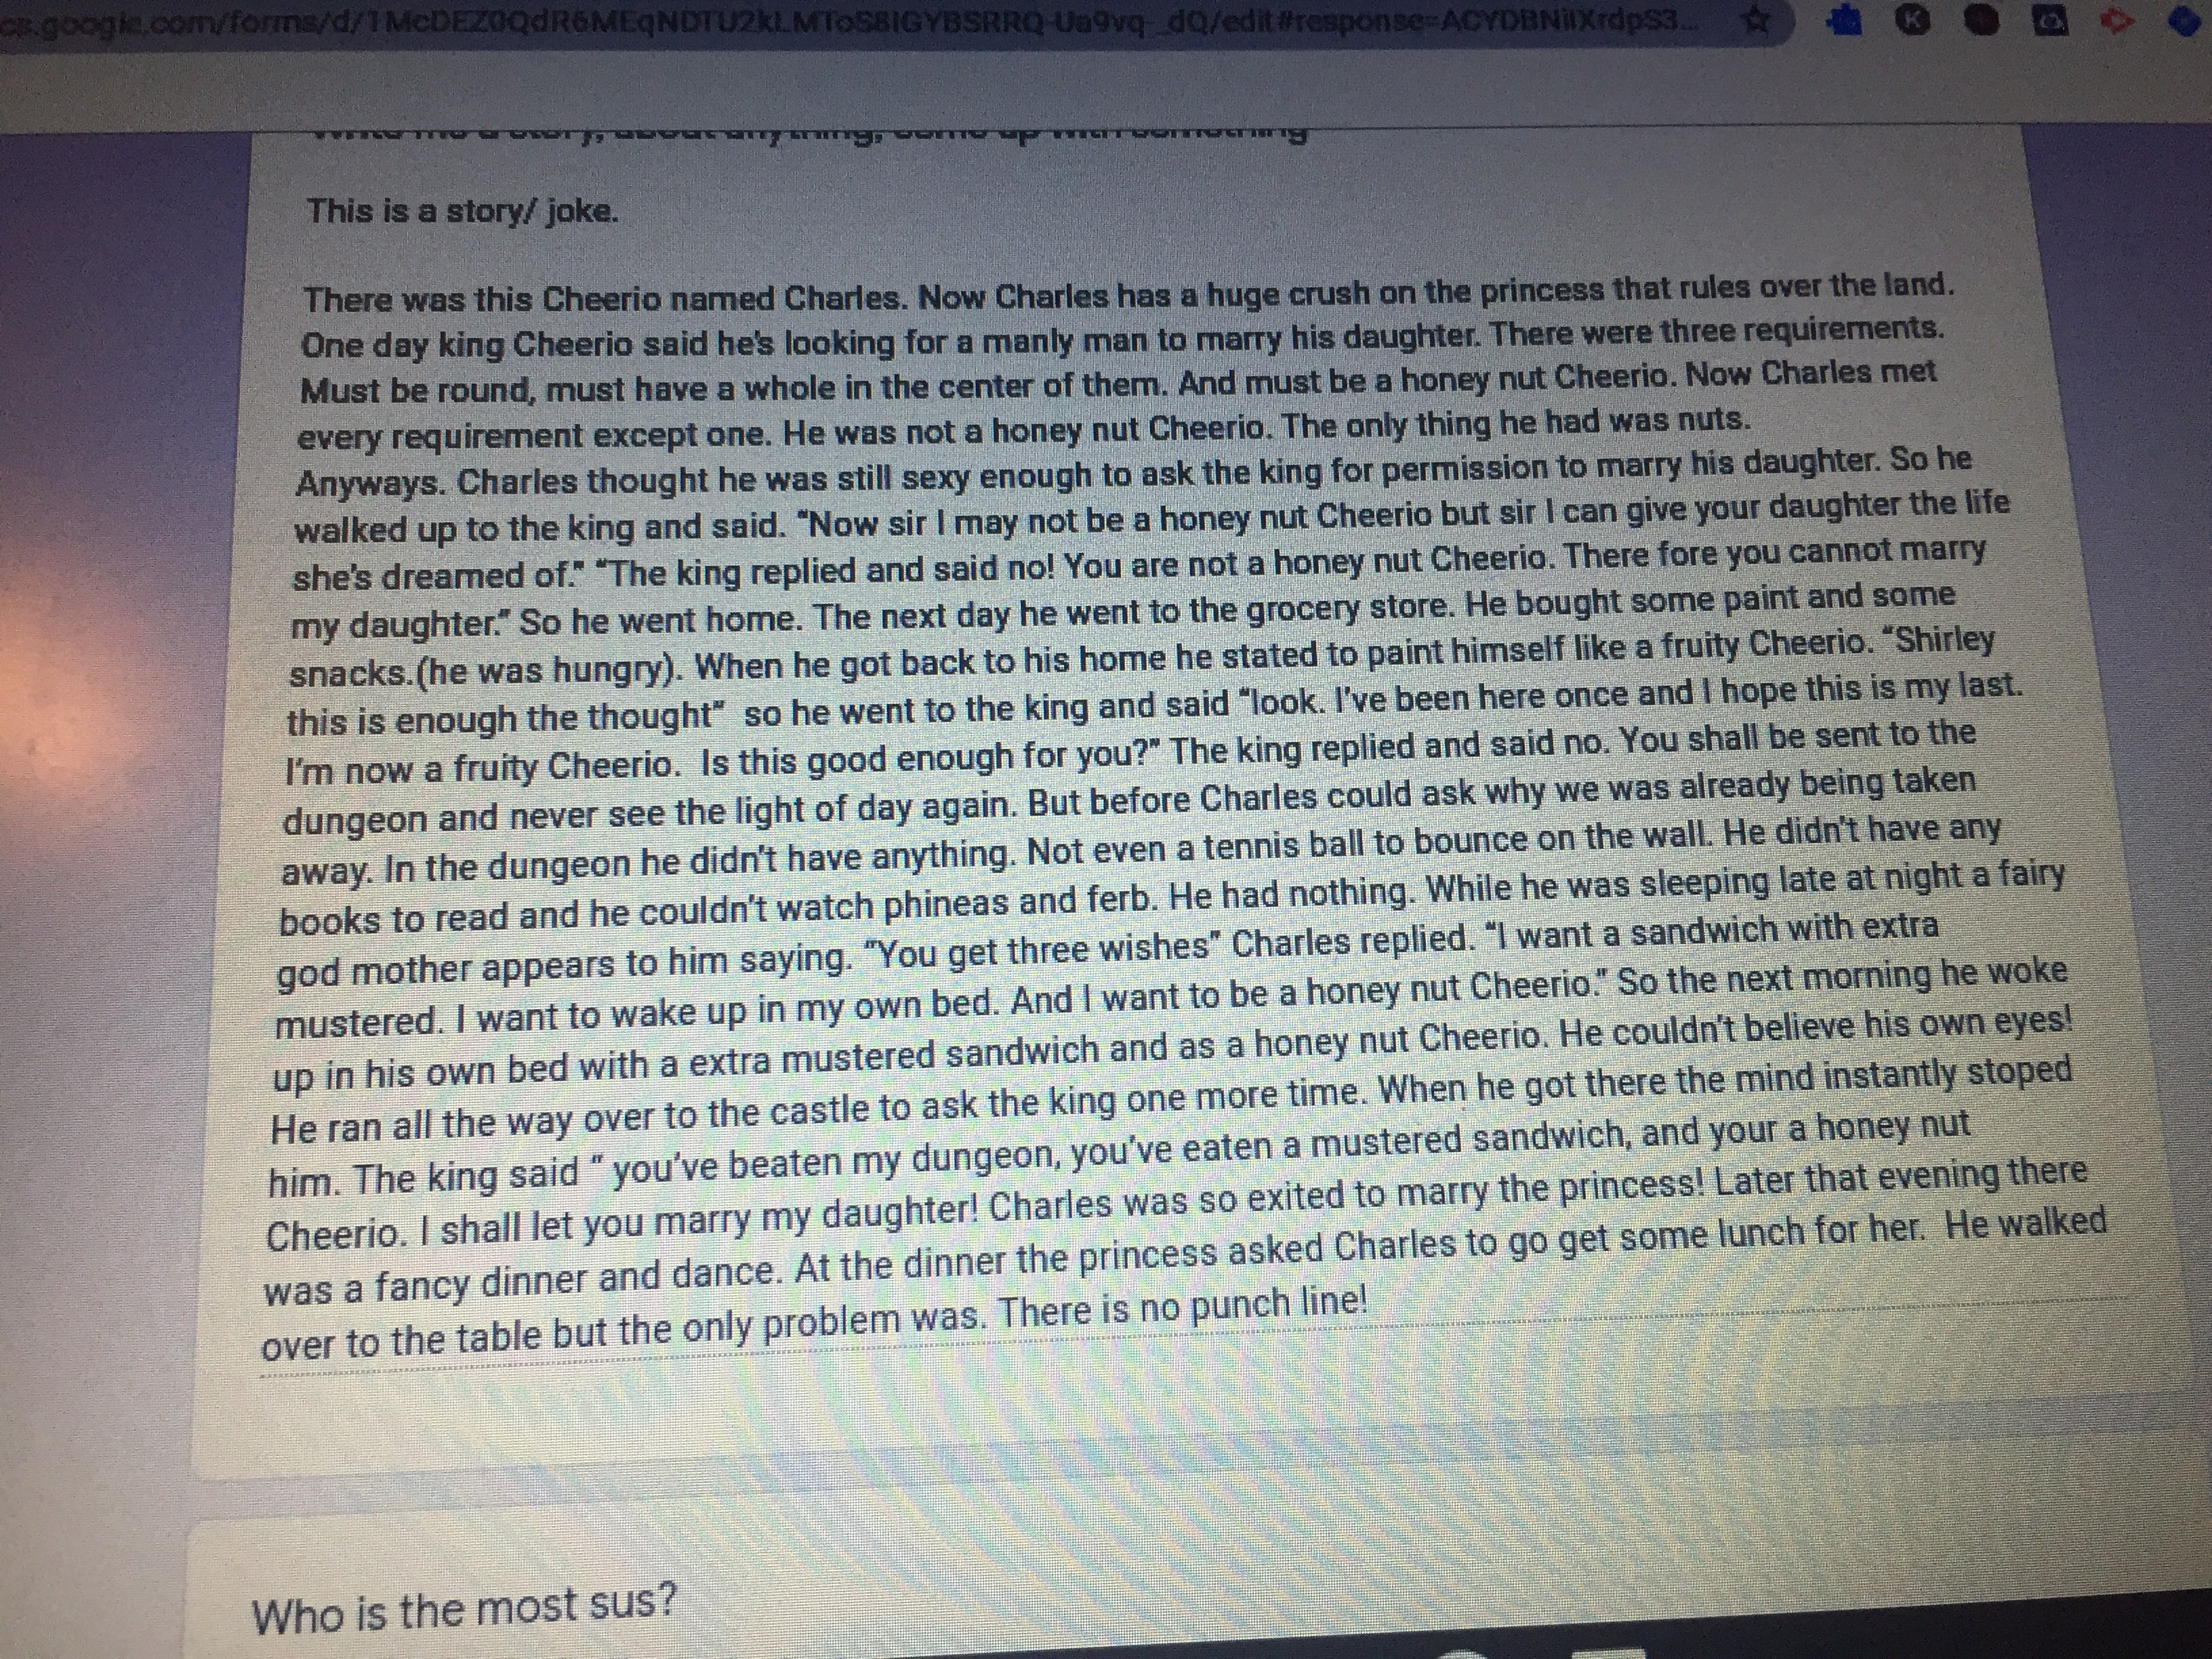 Write me a story, about anything, come up with something
This is a story/ joke.
There was this Cheerio named Charles. Now Charles has a huge crush on the princess that rules over the land.
One day king Cheerio said he's looking for a manly man to marry his daughter. There were three requirements.
Must be round, must have a whole in the center of them. And must be a honey nut Cheerio. Now Charles met
every requirement except one. He was not a honey nut Cheerio. The only thing he had was nuts.
Anyways. Charles thought he was still sexy enough to ask the king for permission to marry his daughter. So he
walked up to the king and said. "Now sir I may not be a honey nut Cheerio but sir I can give your daughter the life
she's dreamed of." "The king replied and said no! You are not a honey nut Cheerio. There fore you cannot marry
my daughter." So he went home. The next day he went to the grocery store. He bought some paint and some
snacks.(he was hungry). When he got back to his home he stated to paint himself like a fruity Cheerio. "Shirley
this is enough the thought"  so he went to the king and said "look. I've been here once and I hope this is my last.
I'm now a fruity Cheerio.  Is this good enough for you?" The king replied and said no. You shall be sent to the
dungeon and never see the light of day again. But before Charles could ask why we was already being taken
away. In the dungeon he didn't have anything. Not even a tennis ball to bounce on the wall. He didn't have any
books to read and he couldn't watch phineas and ferb. He had nothing. While he was sleeping late at night a fairy
god mother appears to him saying. "You get three wishes" Charles replied. "I want a sandwich with extra
mustered. I want to wake up in my own bed. And I want to be a honey nut Cheerio." So the next morning he woke
up in his own bed with a extra mustered sandwich and as a honey nut Cheerio. He couldn't believe his own eyes!
He ran all the way over to the castle to ask the king one more time. When he got there the mind instantly stoped
him. The king said " you've beaten my dungeon, you've eaten a mustered sandwich, and your a honey nut
Cheerio. I shall let you marry my daughter! Charles was so exited to marry the princess! Later that evening there
was a fancy dinner and dance. At the dinner the princess asked Charles to go get some lunch for her.  He walked
over to the table but the only problem was. There is no punch line!
Who is the most sus?